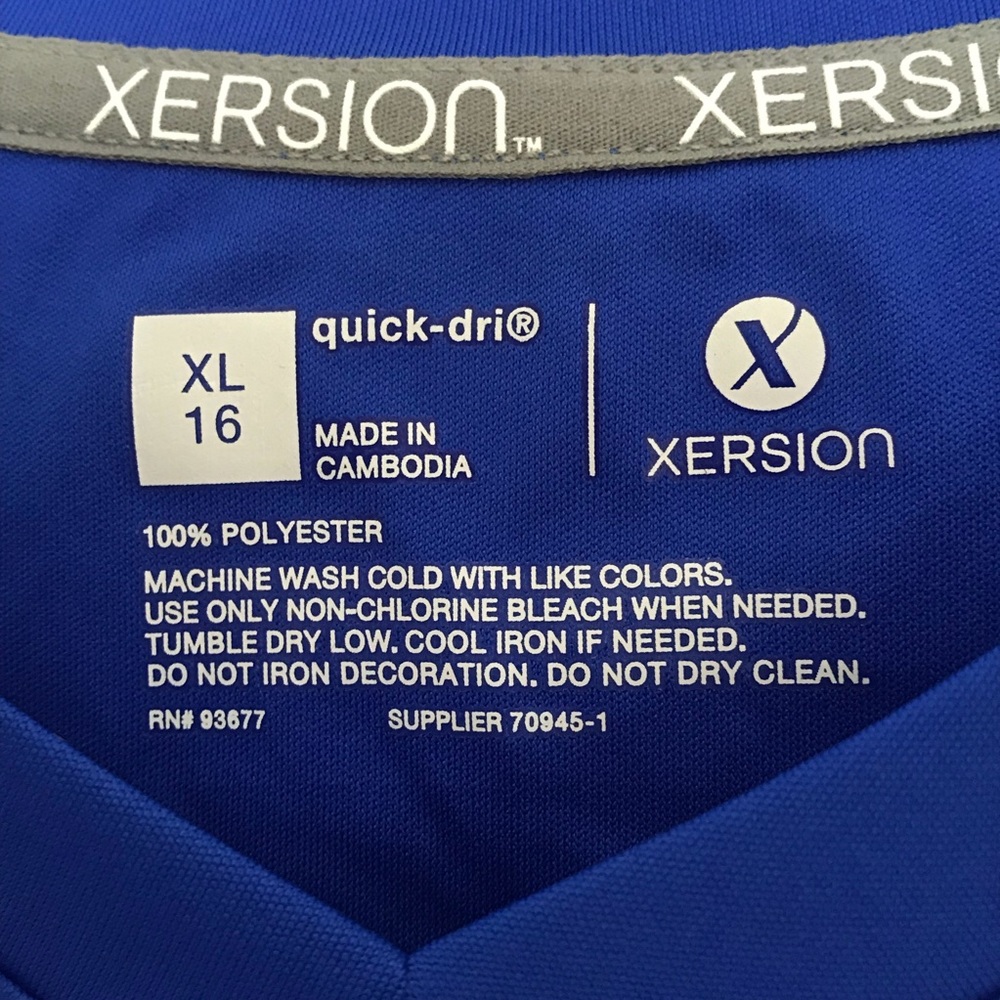 XERSION™ XERSI
XL
16
quick-dri®
MADE IN
CAMBODIA
X
XERSION
100% POLYESTER
MACHINE WASH COLD WITH LIKE COLORS.
USE ONLY NON-CHLORINE BLEACH WHEN NEEDED.
TUMBLE DRY LOW. COOL IRON IF NEEDED.
DO NOT IRON DECORATION. DO NOT DRY CLEAN.
RN# 93677 SUPPLIER 70945-1